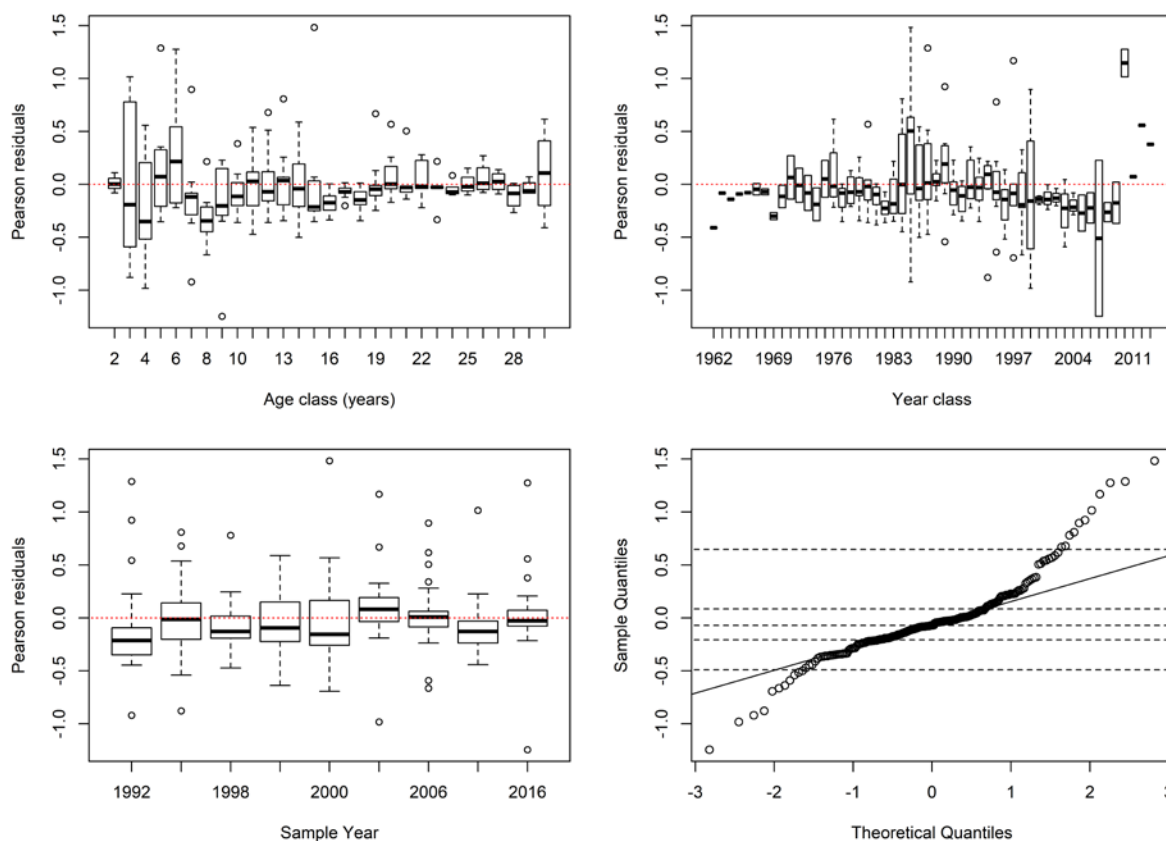 Pearson residuals
1.5
1.0
0.5
0.0
-0.5
-1.0
2 4 6 8 10 13 16 19 22 25 28
Age class (years)
Pearson residuals
1.5
1.0
0.5
0.0
-0.5
-1.0
1962 1969 1976 1983 1990 1997 2004 2011
Year class
Pearson residuals
1.5
1.0
0.5
0.0
-0.5
-1.0
1992 1998 2000 2006 2016
Sample Year
Sample Quantiles
1.5
1.0
0.5
0.0
-0.5
-1.0
-3 -2 -1 0 1 2 3
Theoretical Quantiles